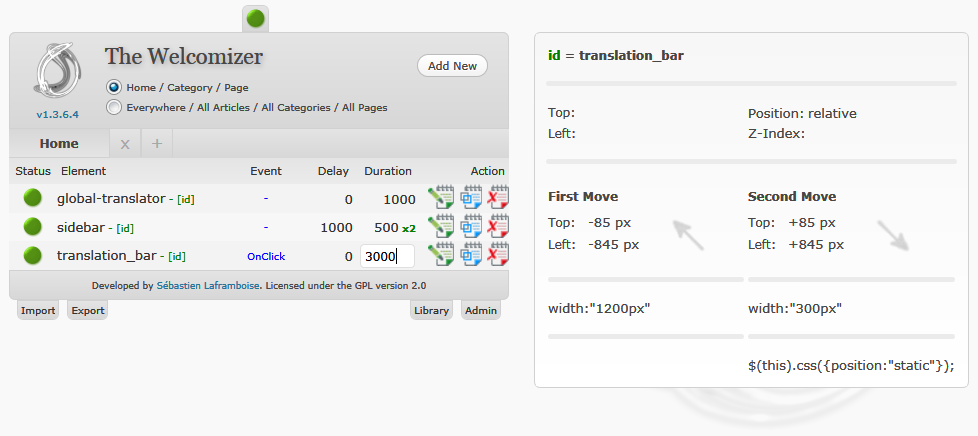 The Welcomizer
Add New
Home / Category / Page
Everywhere / All Articles / All Categories / All Pages
v1.3.6.4
Home x +
Status Element Event Delay Duration Action
global-translator - [id] - 0 1000
sidebar - [id] - 1000 500 x2
translation_bar - [id] OnClick 0 3000
Developed by Sébastien Laframboise. Licensed under the GPL version 2.0
Import Export Library Admin
id = translation_bar
Top: Position: relative
Left: Z-Index:
First Move Second Move
Top: -85 px Top: +85 px
Left: -845 px Left: +845 px
width:"1200px" width:"300px"
$(this).css({position:"static"});